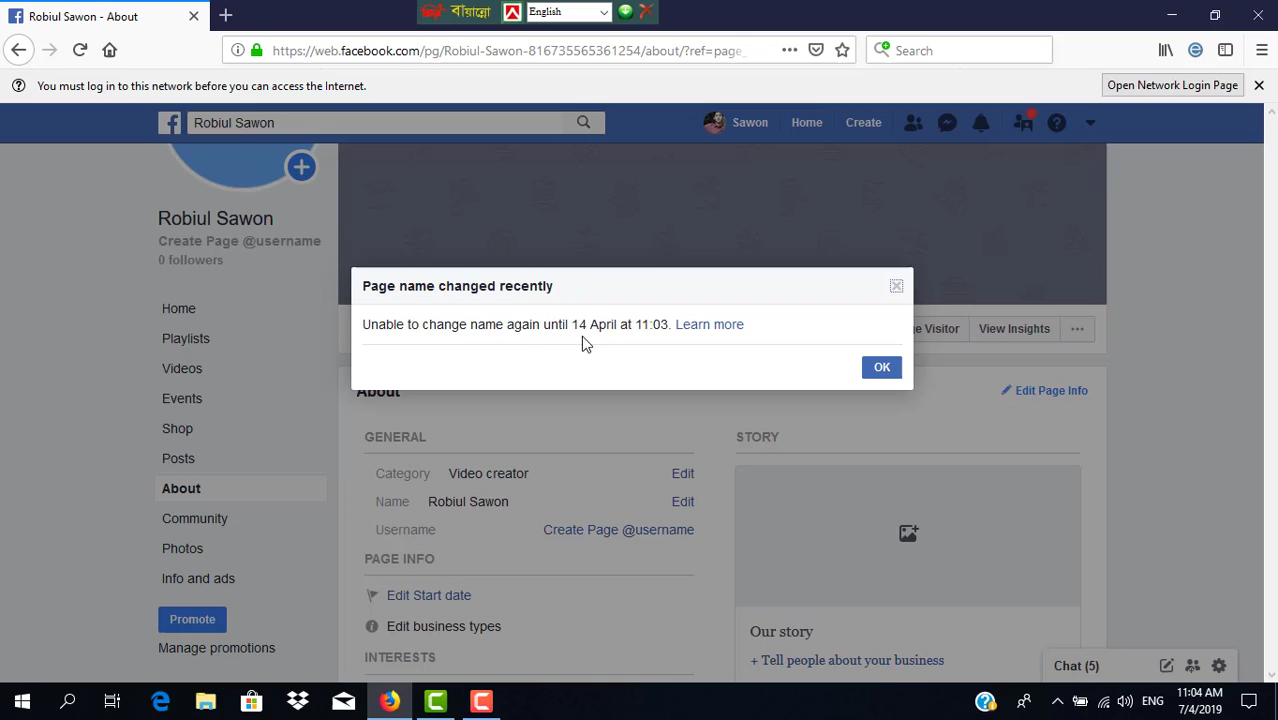 Robiul Sawon - About
বাঁয়ান্নো
English
https://web.facebook.com/pg/Robiul-Sawon-816735565361254/about/?ref=page_
Search
You must log in to this network before you can access the Internet.
Open Network Login Page
Robiul Sawon
Sawon
Home
Create
Robiul Sawon
Create Page @username
0 followers
Home
Playlists
Videos
Events
Shop
Posts
About
Community
Photos
Info and ads
Promote
Manage promotions
Page name changed recently
Unable to change name again until 14 April at 11:03. Learn more
OK
e Visitor
View Insights
About
Edit Page Info
GENERAL
Category Video creator Edit
Name Robiul Sawon Edit
Username Create Page @username
PAGE INFO
Edit Start date
Edit business types
INTERESTS
STORY
Our story
+ Tell people about your business
Chat (5)
ENG
11:04 AM
7/4/2019